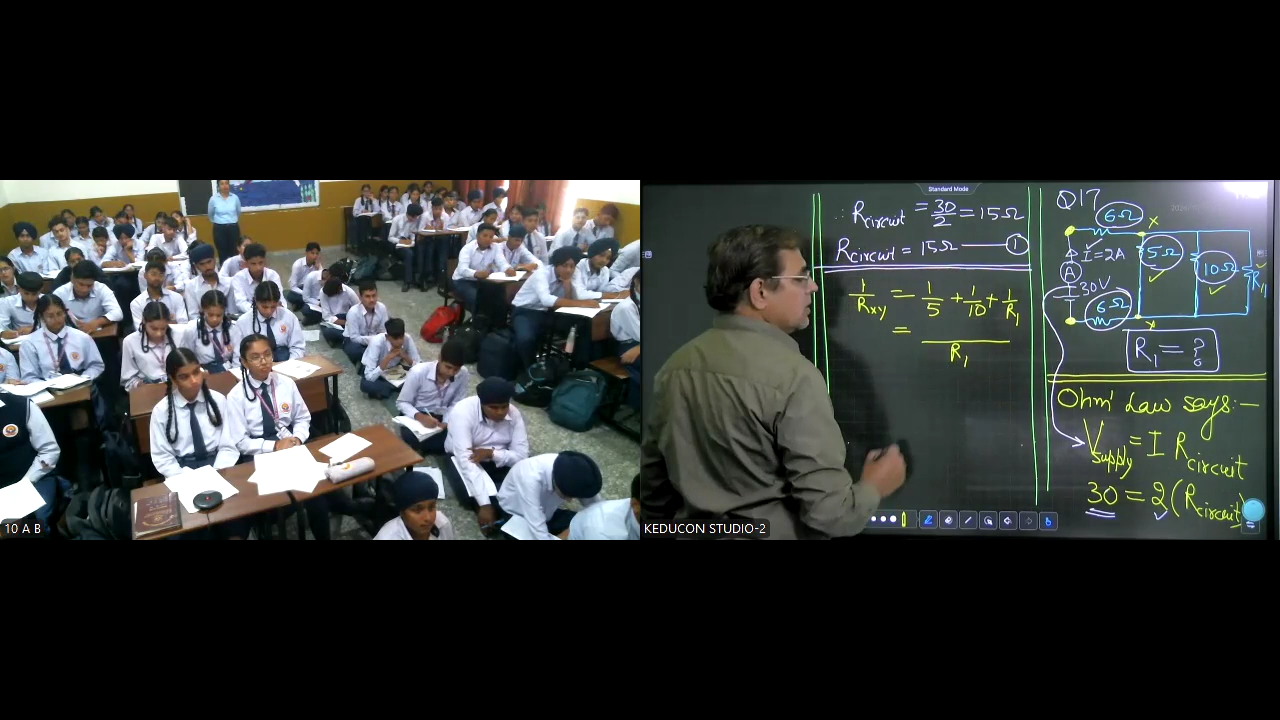 Standard Mode
∴ Rcircuit = 30/2 = 15Ω
Rcircuit = 15Ω —— ①
1/Rxy = 1/5 + 1/10 + 1/R₁
= ——
R₁
Q17
6Ω
x
I=2A
5Ω
10Ω
R₁
A
30V
6Ω
R₁ = ?
Ohm' Law says:—
Vsupply = I Rcircuit
30 = 2 (Rcircuit)
10 A B
KEDUCON STUDIO-2